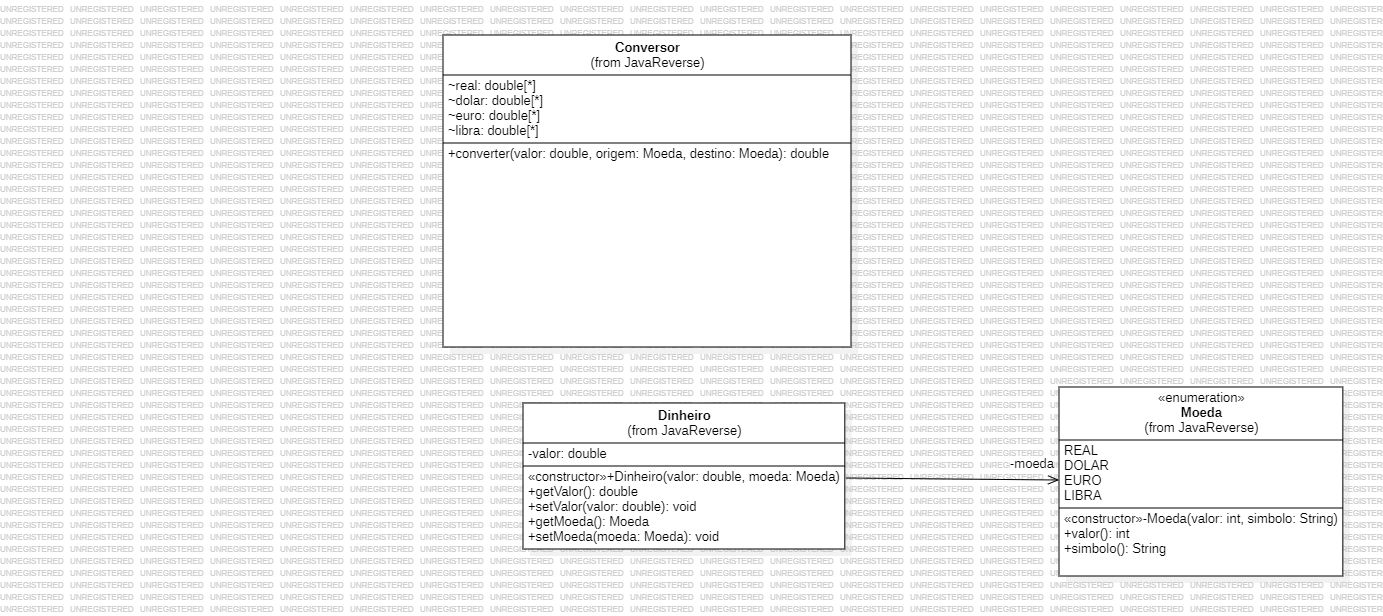 Conversor
(from JavaReverse)
~real: double[*]
~dolar: double[*]
~euro: double[*]
~libra: double[*]
+converter(valor: double, origem: Moeda, destino: Moeda): double
Dinheiro
(from JavaReverse)
-valor: double
«constructor»+Dinheiro(valor: double, moeda: Moeda)
+getValor(): double
+setValor(valor: double): void
+getMoeda(): Moeda
+setMoeda(moeda: Moeda): void
-moeda
«enumeration»
Moeda
(from JavaReverse)
REAL
DOLAR
EURO
LIBRA
«constructor»-Moeda(valor: int, simbolo: String)
+valor(): int
+simbolo(): String
UNREGISTERED